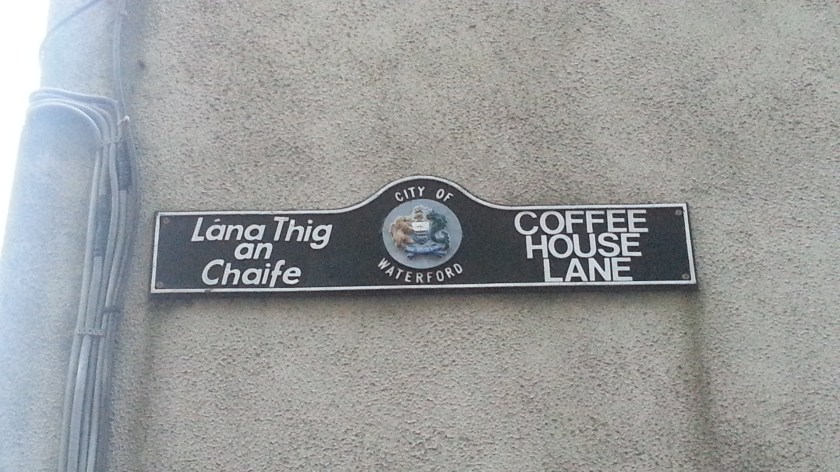 Lána Thig
an
Chaife
CITY OF
WATERFORD
COFFEE
HOUSE
LANE